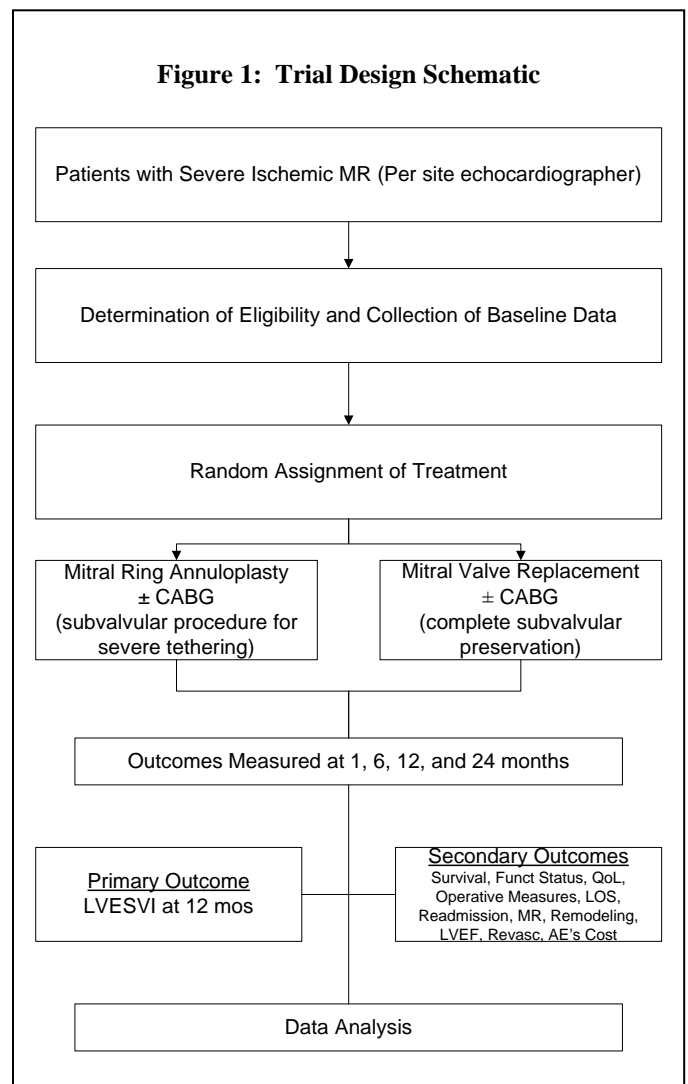 Figure 1: Trial Design Schematic
Patients with Severe Ischemic MR (Per site echocardiographer)
Determination of Eligibility and Collection of Baseline Data
Random Assignment of Treatment
Mitral Ring Annuloplasty
± CABG
(subvalvular procedure for
severe tethering)
Mitral Valve Replacement
± CABG
(complete subvalvular
preservation)
Outcomes Measured at 1, 6, 12, and 24 months
Primary Outcome
LVESVI at 12 mos
Secondary Outcomes
Survival, Funct Status, QoL,
Operative Measures, LOS,
Readmission, MR, Remodeling,
LVEF, Revasc, AE's Cost
Data Analysis